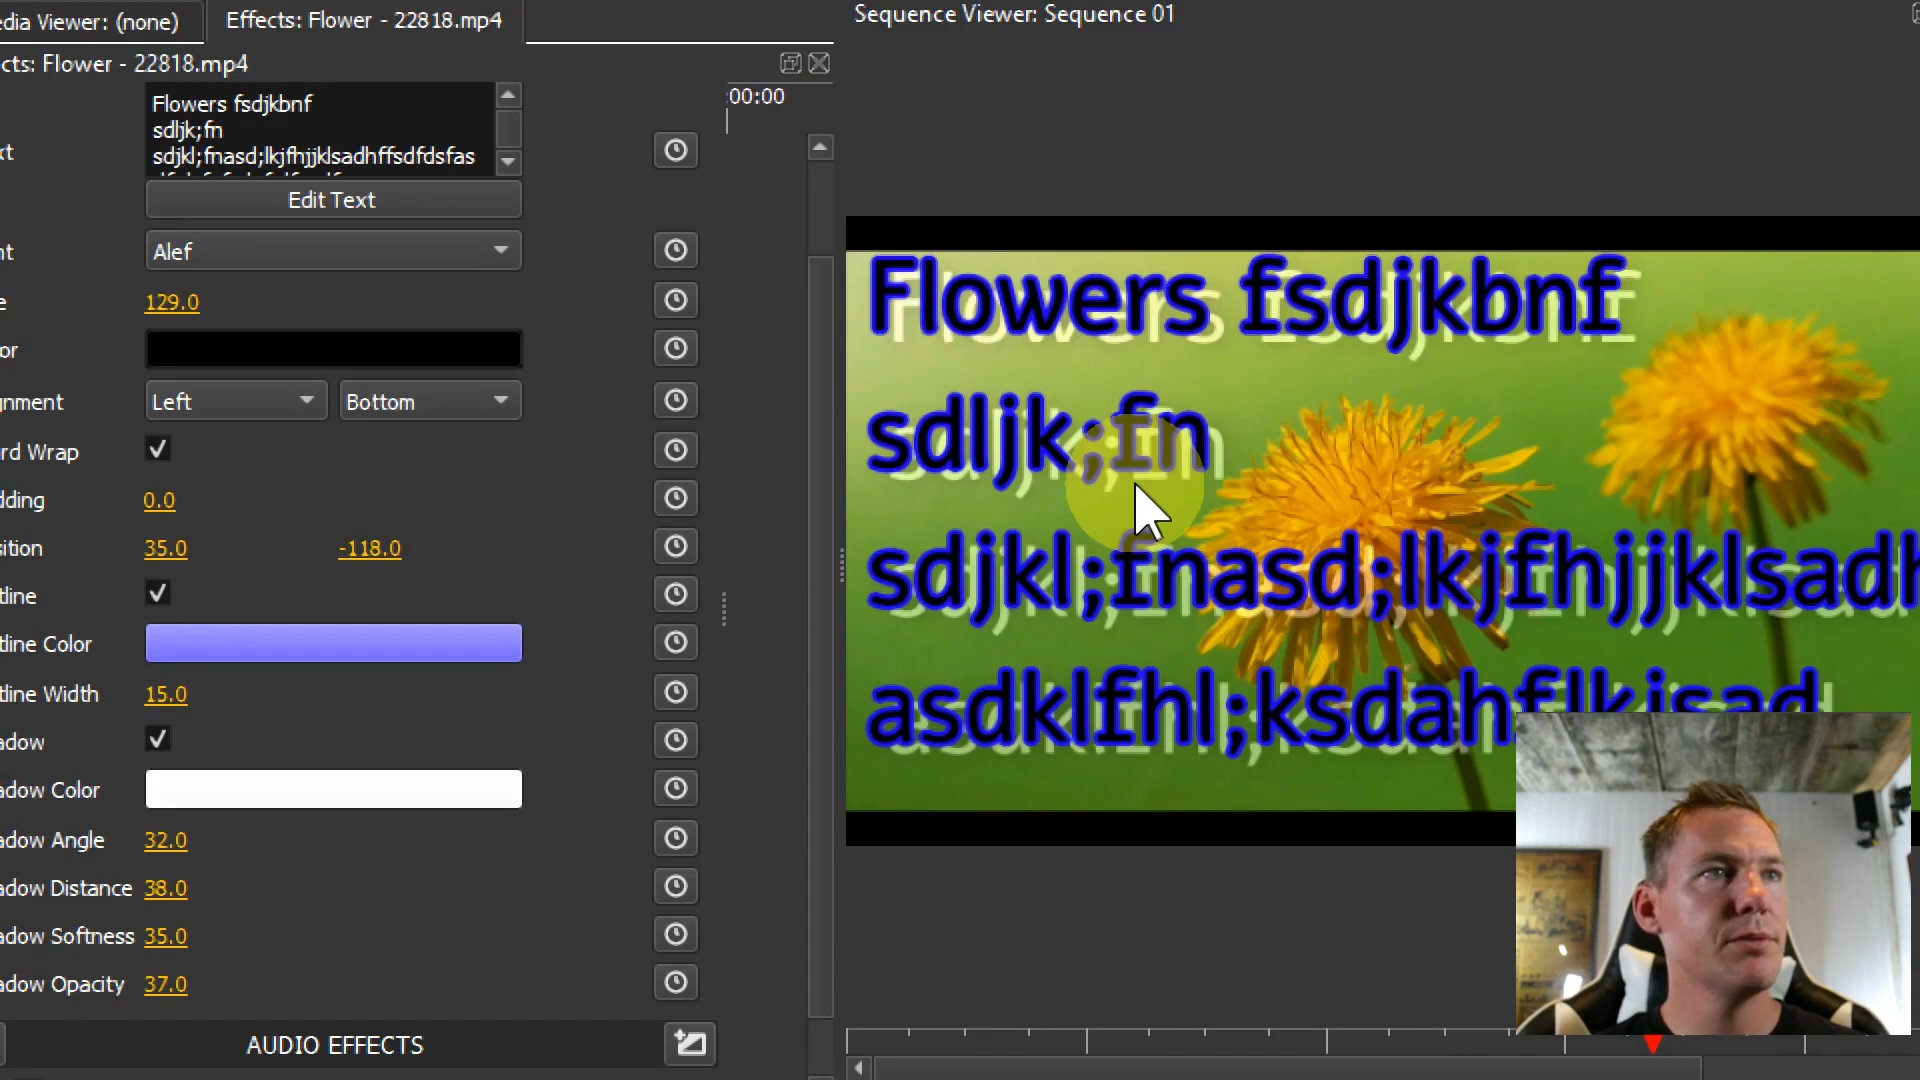 dia Viewer: (none)
Effects: Flower - 22818.mp4
Sequence Viewer: Sequence 01
cts: Flower - 22818.mp4
:00:00
Flowers fsdjkbnf
sdljk;fn
sdjkl;fnasd;lkjfhjjklsadhffsdfdsfas
xt
Edit Text
nt
Alef
e
129.0
or
gnment
Left
Bottom
rd Wrap
dding
0.0
sition
35.0
-118.0
tline
tline Color
tline Width
15.0
adow
adow Color
adow Angle
32.0
adow Distance
38.0
adow Softness
35.0
adow Opacity
37.0
AUDIO EFFECTS
Flowers fsdjkbnf
sdljk;fn
sdjkl;fnasd;lkjfhjjklsadh
asdklfhl;ksdahflkjsad